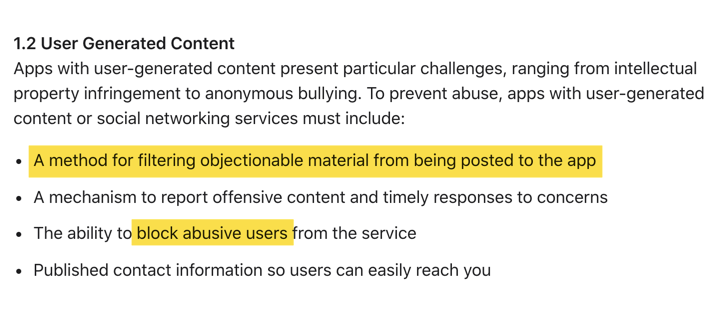 1.2 User Generated Content
Apps with user-generated content present particular challenges, ranging from intellectual
property infringement to anonymous bullying. To prevent abuse, apps with user-generated
content or social networking services must include:
• A method for filtering objectionable material from being posted to the app
• A mechanism to report offensive content and timely responses to concerns
• The ability to block abusive users from the service
• Published contact information so users can easily reach you